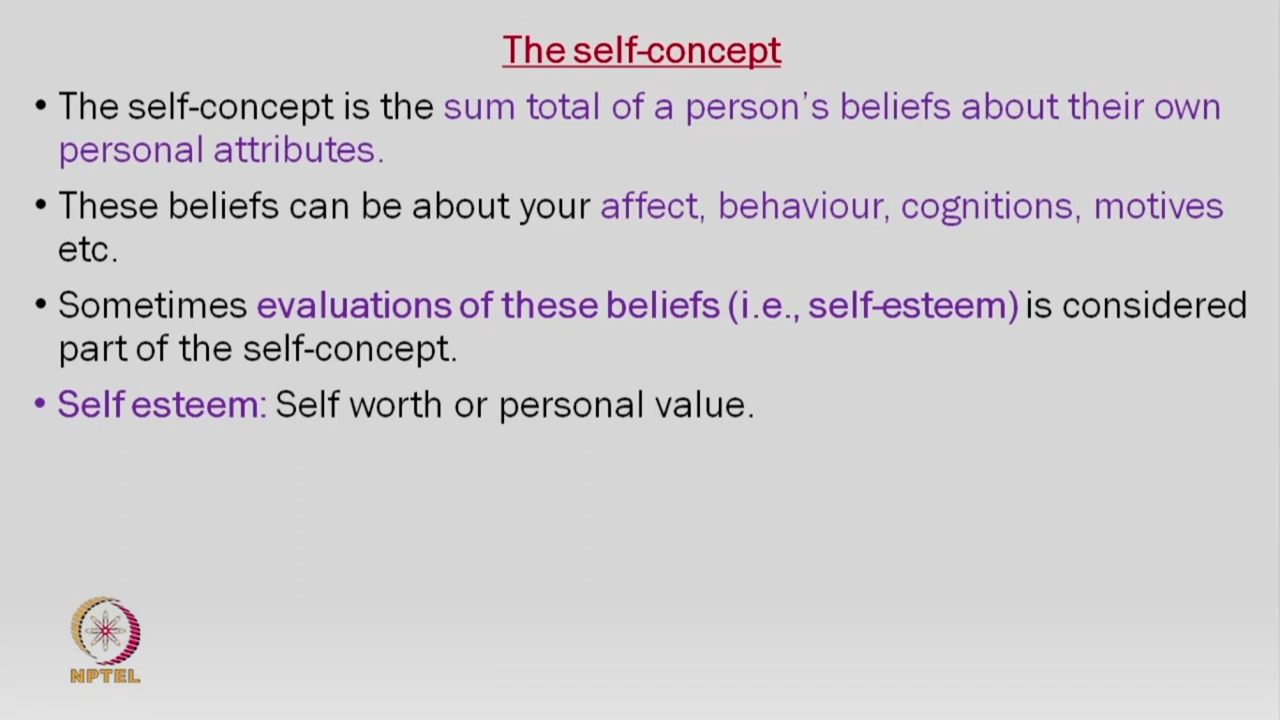 The self-concept
• The self-concept is the sum total of a person's beliefs about their own
personal attributes.
• These beliefs can be about your affect, behaviour, cognitions, motives
etc.
• Sometimes evaluations of these beliefs (i.e., self-esteem) is considered
part of the self-concept.
• Self esteem: Self worth or personal value.
NPTEL